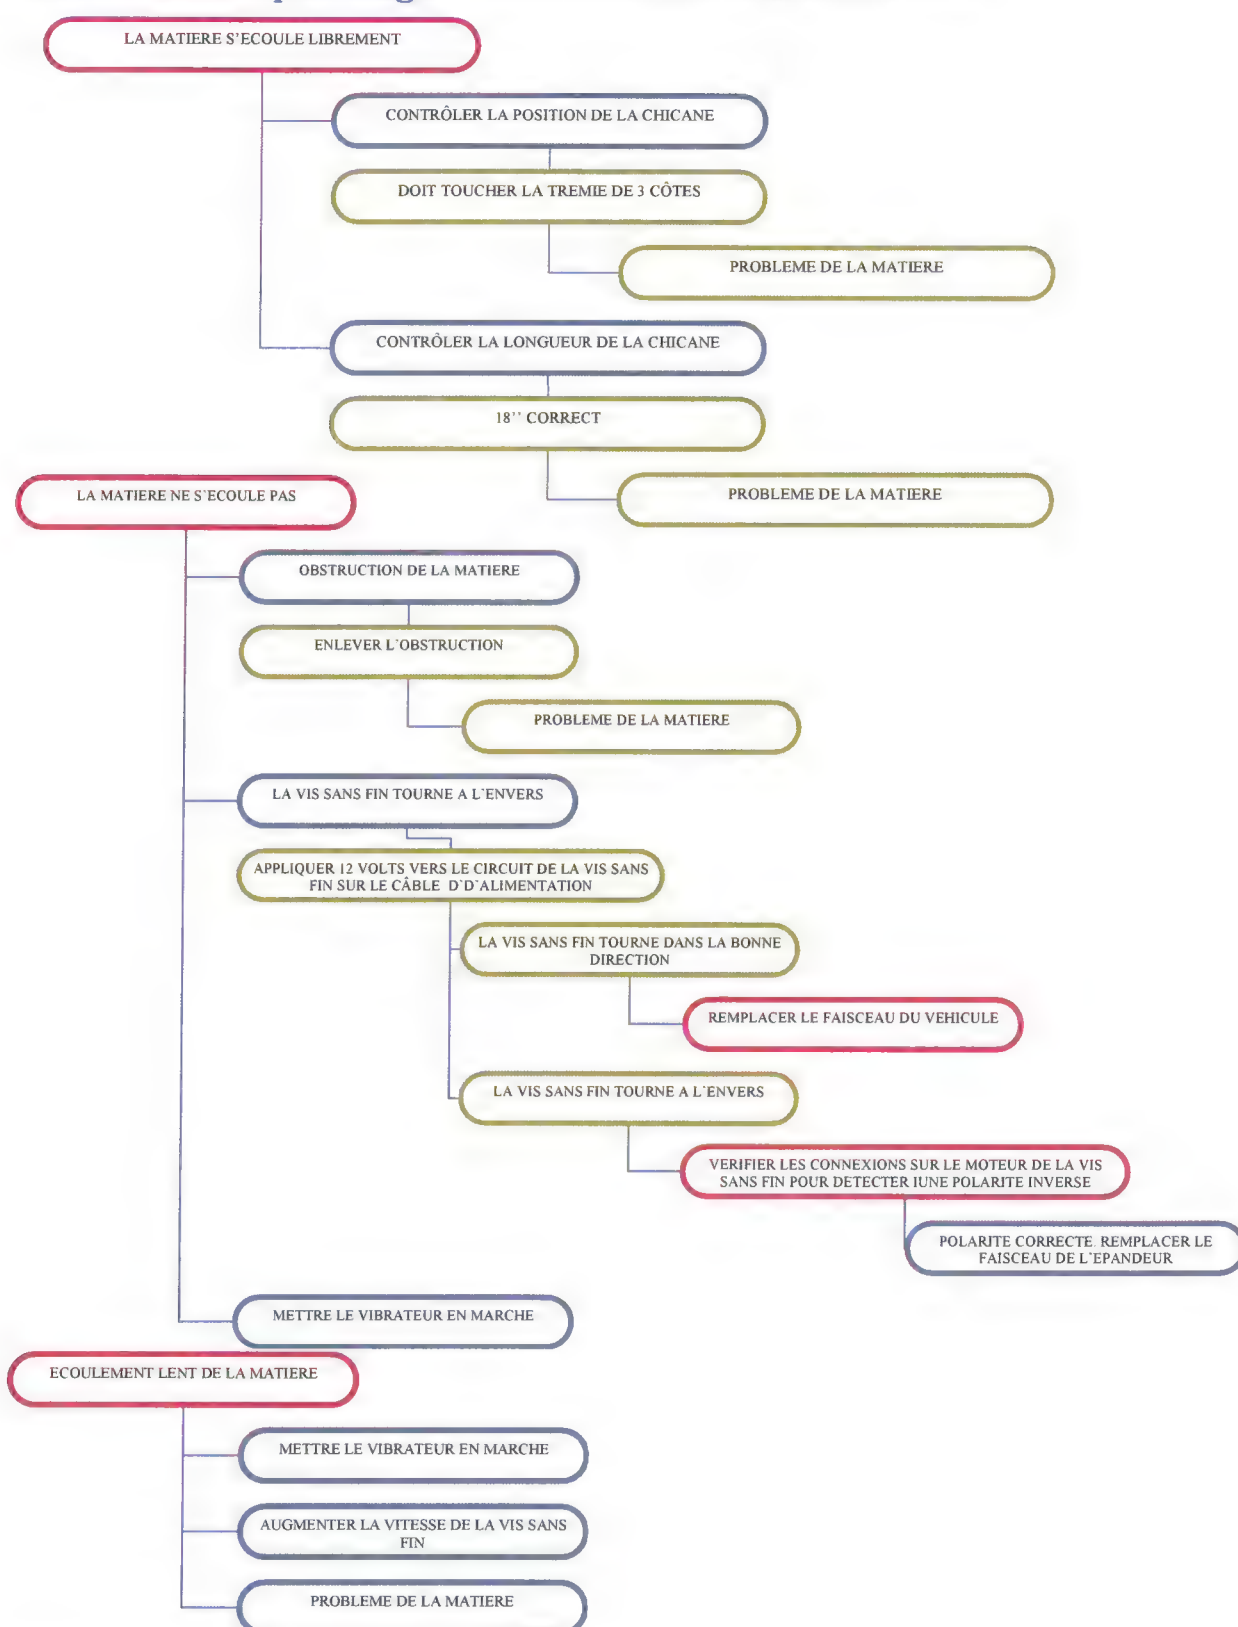 LA MATIERE S'ECOULE LIBREMENT
CONTRÔLER LA POSITION DE LA CHICANE
DOIT TOUCHER LA TREMIE DE 3 CÔTES
PROBLEME DE LA MATIERE
CONTRÔLER LA LONGUEUR DE LA CHICANE
18'' CORRECT
PROBLEME DE LA MATIERE
LA MATIERE NE S'ECOULE PAS
OBSTRUCTION DE LA MATIERE
ENLEVER L'OBSTRUCTION
PROBLEME DE LA MATIERE
LA VIS SANS FIN TOURNE A L'ENVERS
APPLIQUER 12 VOLTS VERS LE CIRCUIT DE LA VIS SANS
FIN SUR LE CÂBLE D'D'ALIMENTATION
LA VIS SANS FIN TOURNE DANS LA BONNE
DIRECTION
REMPLACER LE FAISCEAU DU VEHICULE
LA VIS SANS FIN TOURNE A L'ENVERS
VERIFIER LES CONNEXIONS SUR LE MOTEUR DE LA VIS
SANS FIN POUR DETECTER IUNE POLARITE INVERSE
POLARITE CORRECTE. REMPLACER LE
FAISCEAU DE L'EPANDEUR
METTRE LE VIBRATEUR EN MARCHE
ECOULEMENT LENT DE LA MATIERE
METTRE LE VIBRATEUR EN MARCHE
AUGMENTER LA VITESSE DE LA VIS SANS
FIN
PROBLEME DE LA MATIERE